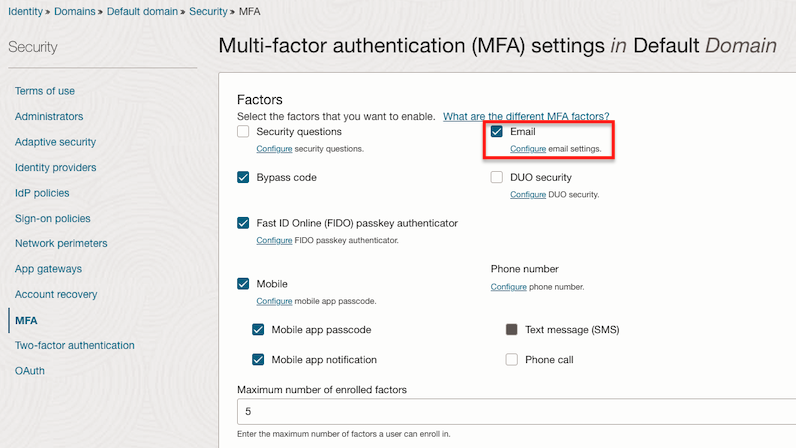 Identity » Domains » Default domain » Security » MFA
Security
Terms of use
Administrators
Adaptive security
Identity providers
IdP policies
Sign-on policies
Network perimeters
App gateways
Account recovery
MFA
Two-factor authentication
OAuth
Multi-factor authentication (MFA) settings in Default Domain
Factors
Select the factors that you want to enable. What are the different MFA factors?
Security questions
Configure security questions.
Email
Configure email settings.
Bypass code
DUO security
Configure DUO security.
Fast ID Online (FIDO) passkey authenticator
Configure FIDO passkey authenticator.
Mobile
Configure mobile app passcode.
Phone number
Configure phone number.
Mobile app passcode
Text message (SMS)
Mobile app notification
Phone call
Maximum number of enrolled factors
5
Enter the maximum number of factors a user can enroll in.